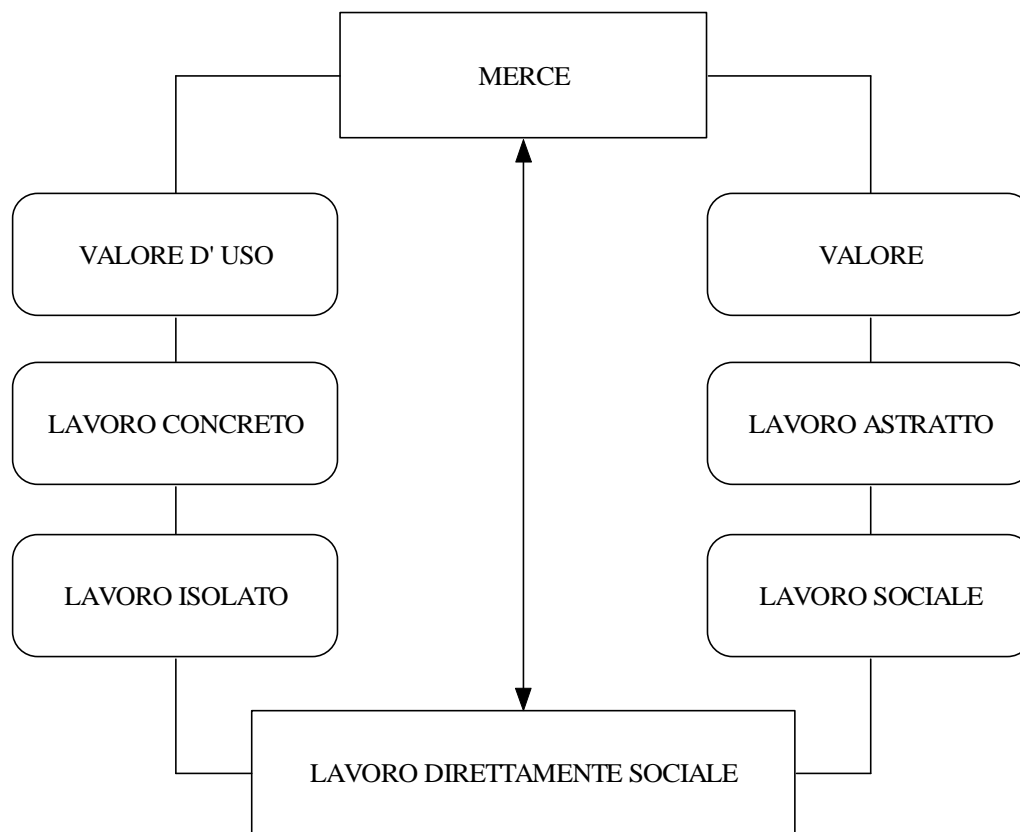 MERCE
VALORE D' USO
VALORE
LAVORO CONCRETO
LAVORO ASTRATTO
LAVORO ISOLATO
LAVORO SOCIALE
LAVORO DIRETTAMENTE SOCIALE